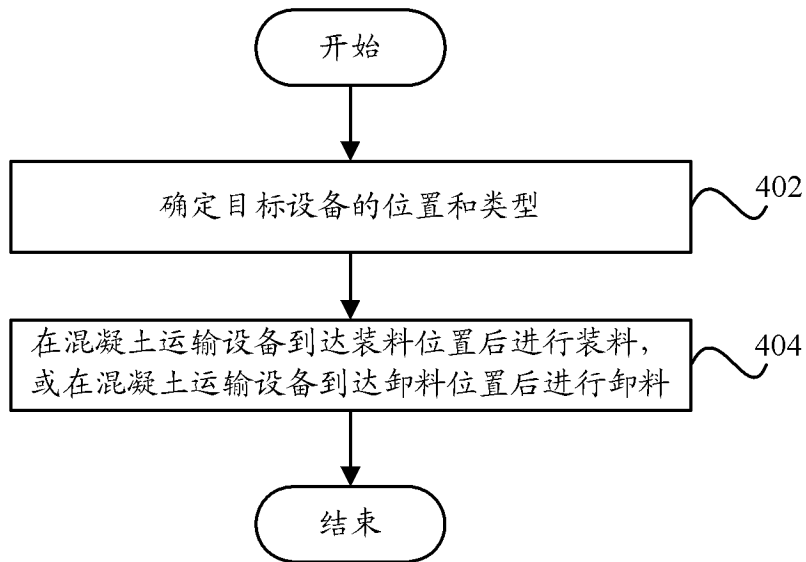 开始
确定目标设备的位置和类型
402
在混凝土运输设备到达装料位置后进行装料，
或在混凝土运输设备到达卸料位置后进行卸料
404
结束